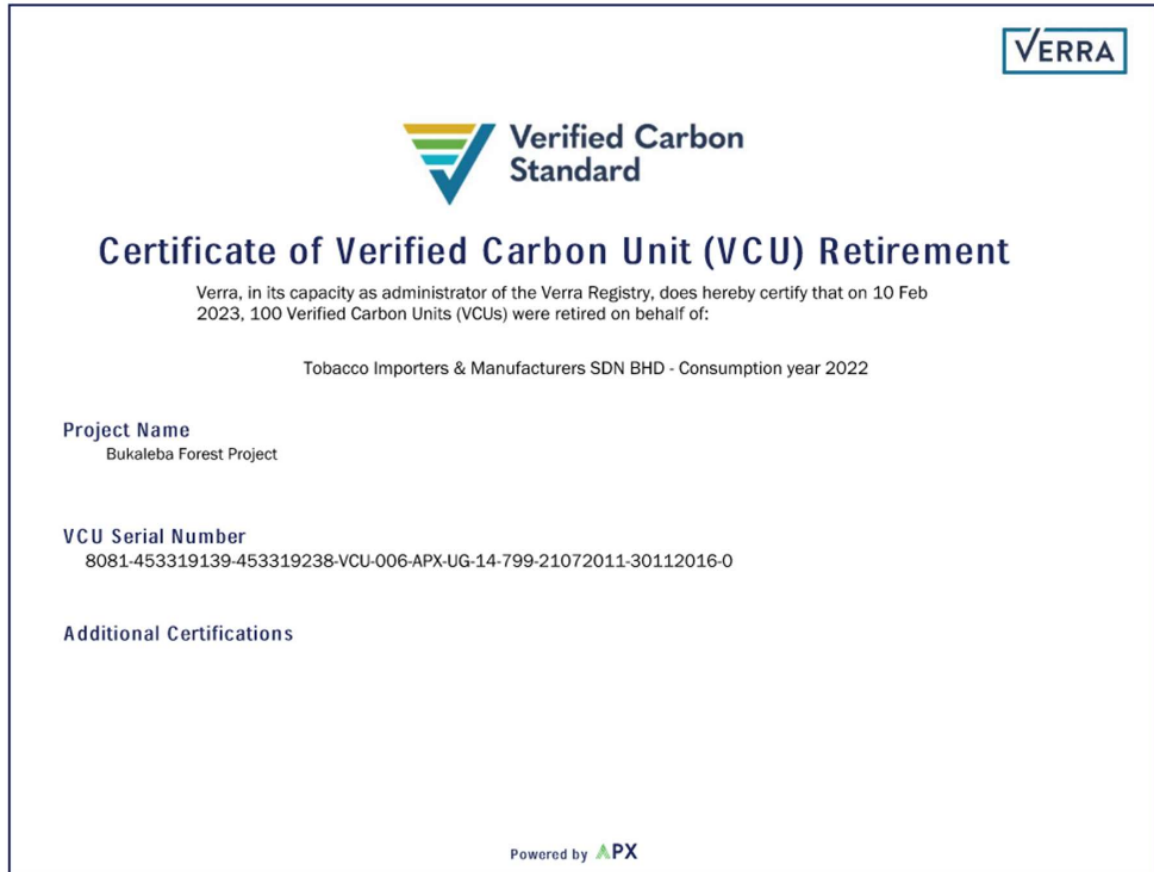 VERRA
Verified Carbon
Standard
Certificate of Verified Carbon Unit (VCU) Retirement
Verra, in its capacity as administrator of the Verra Registry, does hereby certify that on 10 Feb
2023, 100 Verified Carbon Units (VCUs) were retired on behalf of:
Tobacco Importers & Manufacturers SDN BHD - Consumption year 2022
Project Name
Bukaleba Forest Project
VCU Serial Number
8081-453319139-453319238-VCU-006-APX-UG-14-799-21072011-30112016-0
Additional Certifications
Powered by APX